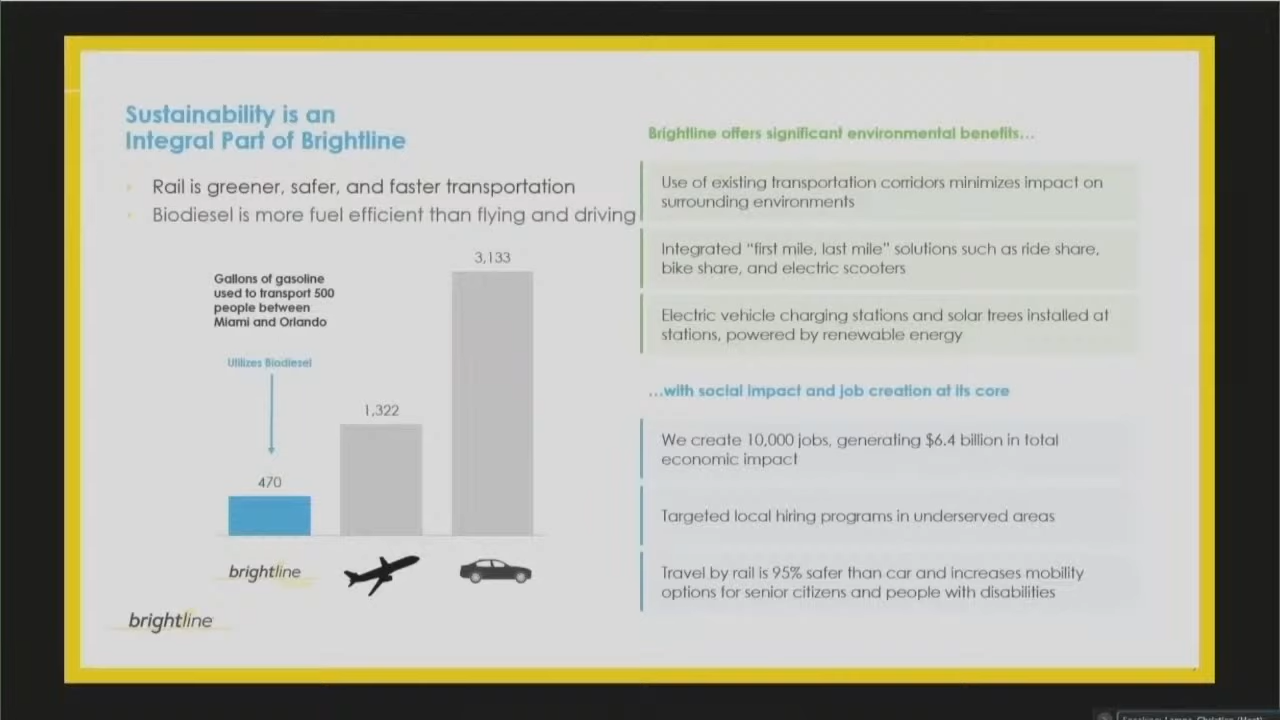 Sustainability is an
Integral Part of Brightline
Rail is greener, safer, and faster transportation
Biodiesel is more fuel efficient than flying and driving
Gallons of gasoline
used to transport 500
people between
Miami and Orlando
Utilizes Biodiesel
470
1,322
3,133
brightline
brightline
Brightline offers significant environmental benefits...
Use of existing transportation corridors minimizes impact on
surrounding environments
Integrated “first mile, last mile” solutions such as ride share,
bike share, and electric scooters
Electric vehicle charging stations and solar trees installed at
stations, powered by renewable energy
...with social impact and job creation at its core
We create 10,000 jobs, generating $6.4 billion in total
economic impact
Targeted local hiring programs in underserved areas
Travel by rail is 95% safer than car and increases mobility
options for senior citizens and people with disabilities